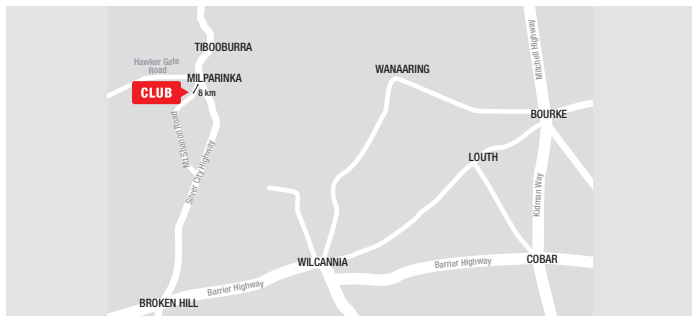 TIBOOBURRA
Hawker Gate
Road
MILPARINKA
CLUB
8 km
Mt Shannon Road
Silver City Highway
WANAARING
Mitchell Highway
BOURKE
LOUTH
Kidman Way
WILCANNIA
Barrier Highway
COBAR
Barrier Highway
BROKEN HILL